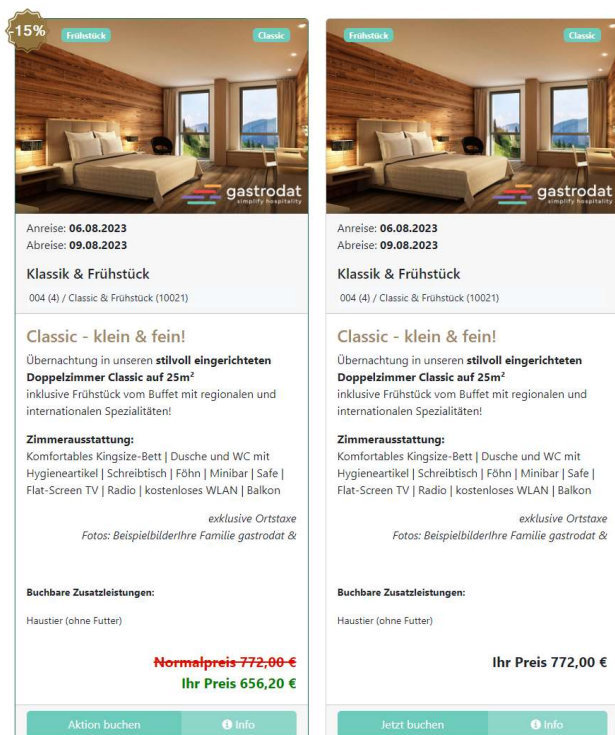 -15%
Frühstück
Classic
gastrodat
simplify hospitality
Anreise: 06.08.2023
Abreise: 09.08.2023
Klassik & Frühstück
004 (4) / Classic & Frühstück (10021)
Classic - klein & fein!
Übernachtung in unseren stilvoll eingerichteten
Doppelzimmer Classic auf 25m²
inklusive Frühstück vom Buffet mit regionalen und
internationalen Spezialitäten!
Zimmerausstattung:
Komfortables Kingsize-Bett | Dusche und WC mit
Hygieneartikel | Schreibtisch | Föhn | Minibar | Safe |
Flat-Screen TV | Radio | kostenloses WLAN | Balkon
exklusive Ortstaxe
Fotos: BeispielbilderIhre Familie gastrodat &
Buchbare Zusatzleistungen:
Haustier (ohne Futter)
Normalpreis 772,00 €
Ihr Preis 656,20 €
Aktion buchen
Info
Frühstück
Classic
gastrodat
simplify hospitality
Anreise: 06.08.2023
Abreise: 09.08.2023
Klassik & Frühstück
004 (4) / Classic & Frühstück (10021)
Classic - klein & fein!
Übernachtung in unseren stilvoll eingerichteten
Doppelzimmer Classic auf 25m²
inklusive Frühstück vom Buffet mit regionalen und
internationalen Spezialitäten!
Zimmerausstattung:
Komfortables Kingsize-Bett | Dusche und WC mit
Hygieneartikel | Schreibtisch | Föhn | Minibar | Safe |
Flat-Screen TV | Radio | kostenloses WLAN | Balkon
exklusive Ortstaxe
Fotos: BeispielbilderIhre Familie gastrodat &
Buchbare Zusatzleistungen:
Haustier (ohne Futter)
Ihr Preis 772,00 €
Jetzt buchen
Info